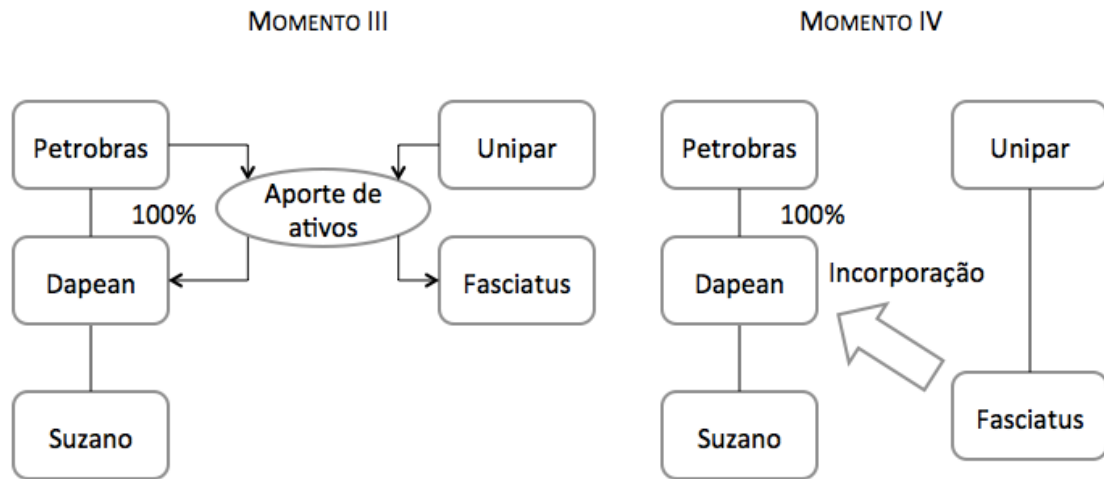 MOMENTO III
Petrobras
Unipar
Aporte de
ativos
100%
Dapean
Fasciatus
Suzano
MOMENTO IV
Petrobras
Unipar
100%
Incorporação
Dapean
Fasciatus
Suzano